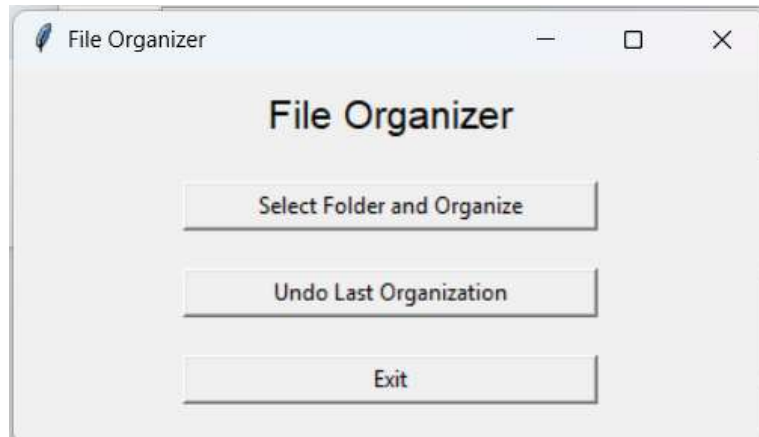 File Organizer
File Organizer
Select Folder and Organize
Undo Last Organization
Exit